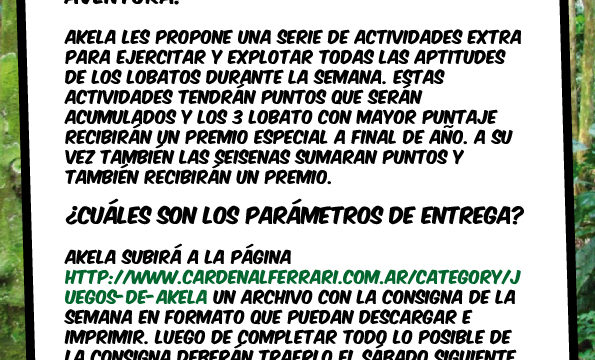 AVENTURA.
AKELA LES PROPONE UNA SERIE DE ACTIVIDADES EXTRA
PARA EJERCITAR Y EXPLOTAR TODAS LAS APTITUDES
DE LOS LOBATOS DURANTE LA SEMANA. ESTAS
ACTIVIDADES TENDRÁN PUNTOS QUE SERÁN
ACUMULADOS Y LOS 3 LOBATO CON MAYOR PUNTAJE
RECIBIRÁN UN PREMIO ESPECIAL A FINAL DE AÑO. A SU
VEZ TAMBIÉN LAS SEISENAS SUMARAN PUNTOS Y
TAMBIÉN RECIBIRÁN UN PREMIO.
¿CUÁLES SON LOS PARÁMETROS DE ENTREGA?
AKELA SUBIRÁ A LA PÁGINA
HTTP://WWW.CARDENALFERRARI.COM.AR/CATEGORY/J
UEGOS-DE-AKELA UN ARCHIVO CON LA CONSIGNA DE LA
SEMANA EN FORMATO QUE PUEDAN DESCARGAR E
IMPRIMIR. LUEGO DE COMPLETAR TODO LO POSIBLE DE
LA CONSIGNA DEBERÁN TRAERLO EL SÁBADO SIGUIENTE